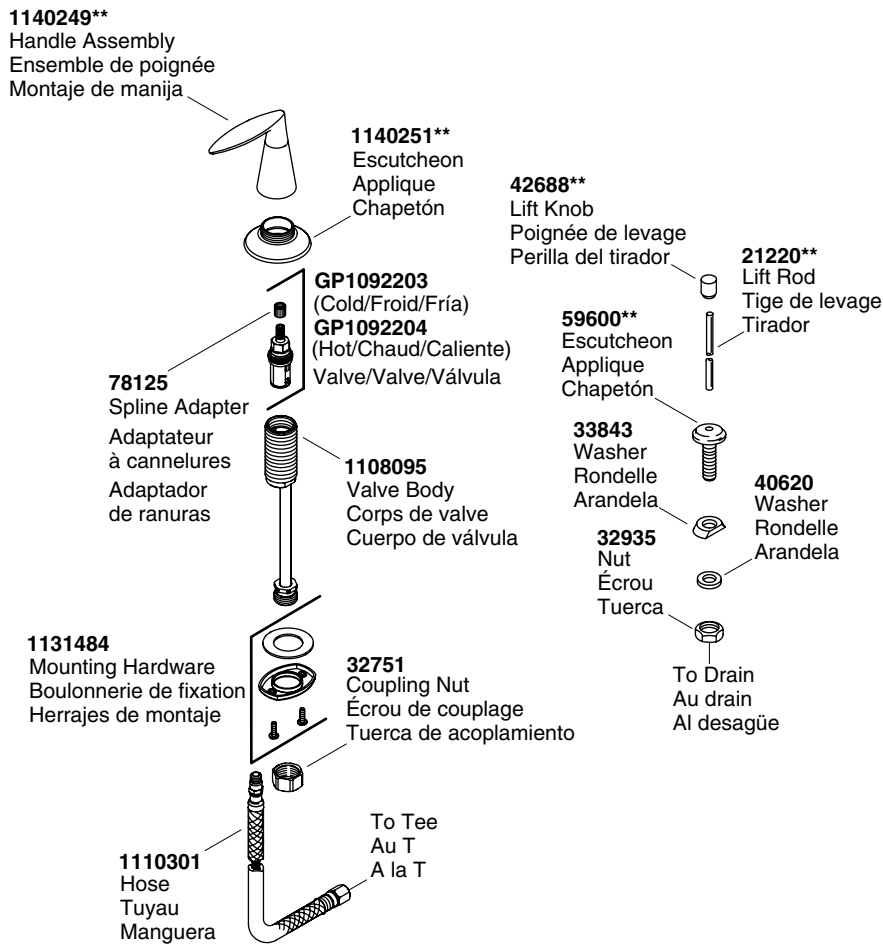 1140249**
Handle Assembly
Ensemble de poignée
Montaje de manija
1140251**
Escutcheon
Applique
Chapetón
42688**
Lift Knob
Poignée de levage
Perilla del tirador
21220**
Lift Rod
Tige de levage
Tirador
GP1092203
(Cold/Froid/Fría)
GP1092204
(Hot/Chaud/Caliente)
Valve/Valve/Válvula
59600**
Escutcheon
Applique
Chapetón
78125
Spline Adapter
Adaptateur
à cannelures
Adaptador
de ranuras
1108095
Valve Body
Corps de valve
Cuerpo de válvula
33843
Washer
Rondelle
Arandela
40620
Washer
Rondelle
Arandela
32935
Nut
Écrou
Tuerca
To Drain
Au drain
Al desagüe
1131484
Mounting Hardware
Boulonnerie de fixation
Herrajes de montaje
32751
Coupling Nut
Écrou de couplage
Tuerca de acoplamiento
To Tee
Au T
A la T
1110301
Hose
Tuyau
Manguera